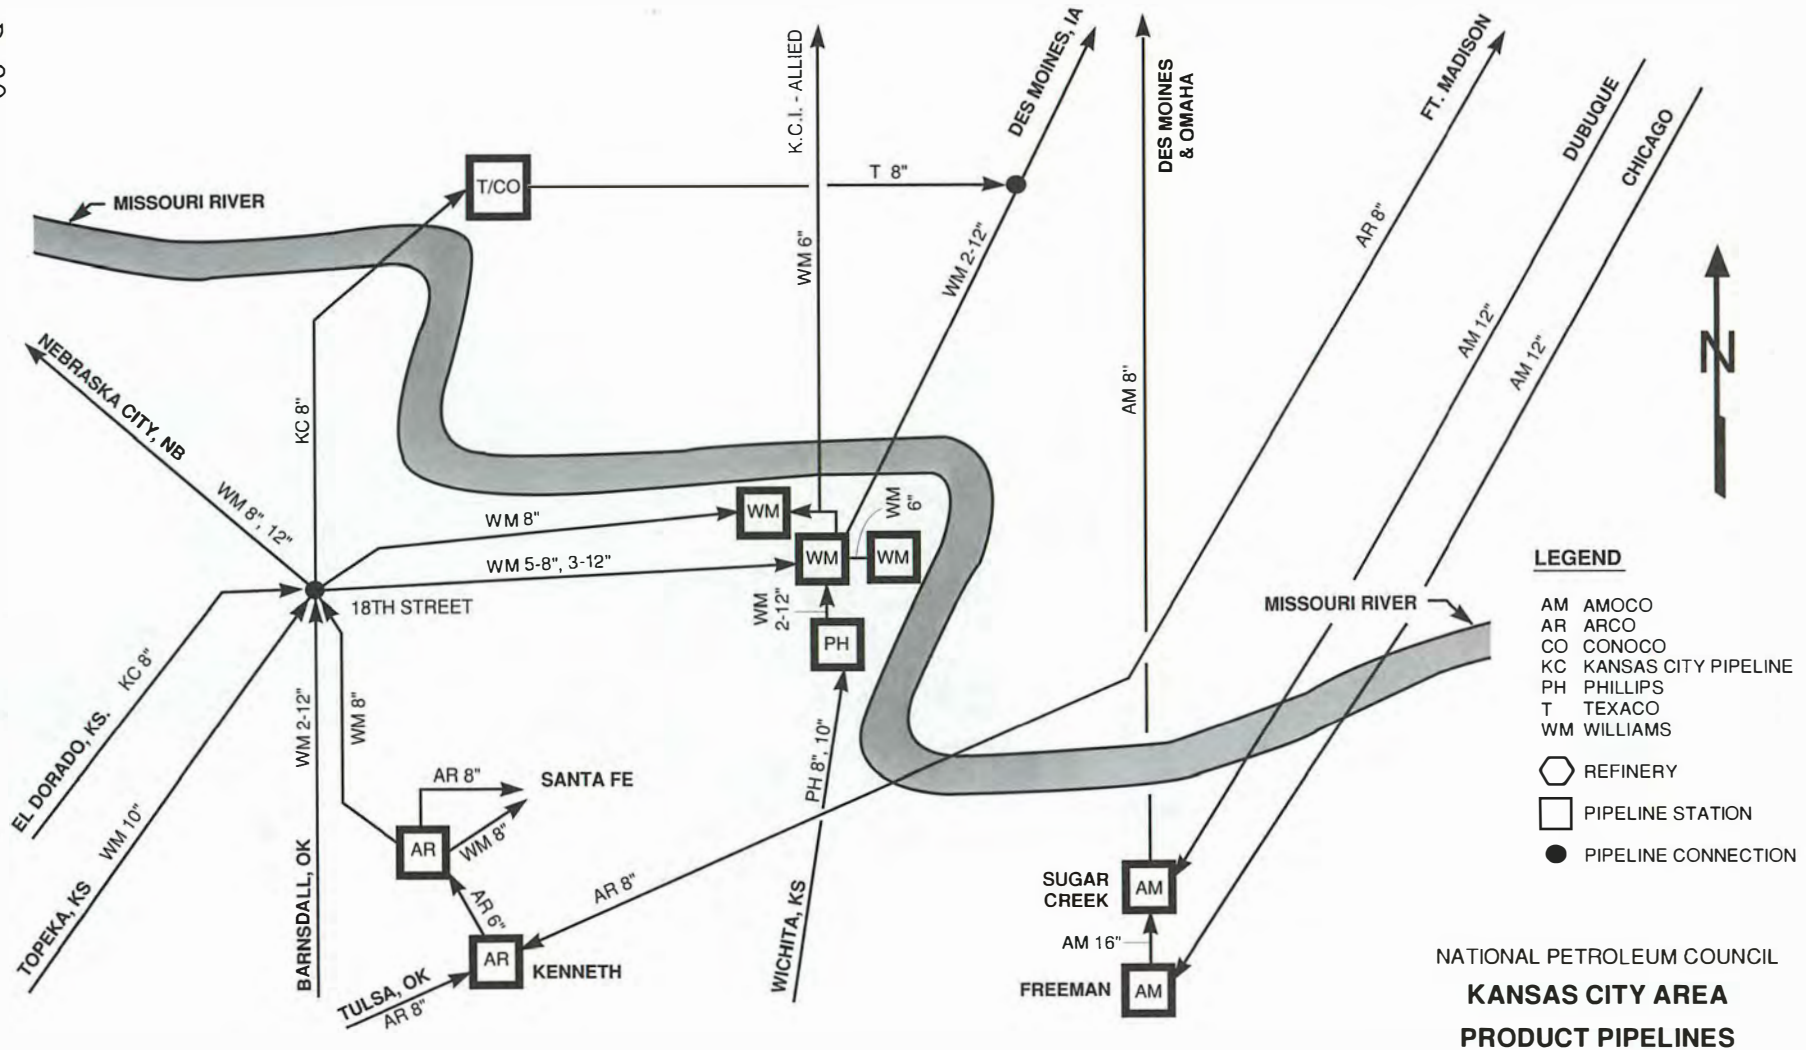 K.C.I. - ALLIED
DES MOINES, IA
DES MOINES
& OMAHA
FT. MADISON
DUBUQUE
CHICAGO
MISSOURI RIVER
T/CO
T 8"
WM 6"
WM 2-12"
AR 8"
AM 12"
AM 12"
AM 8"
N
NEBRASKA CITY, NB
WM 8", 12"
KC 8"
WM 8"
WM
WM
6"
WM 5-8", 3-12"
WM
WM
18TH STREET
WM
2-12"
PH
MISSOURI RIVER
EL DORADO, KS.
KC 8"
TOPEKA, KS
WM 10"
BARNSDALL, OK
WM 2-12"
WM 8"
AR 8"
SANTA FE
WM 8"
AR
AR 6"
AR
KENNETH
TULSA, OK
AR 8"
AR 8"
WICHITA, KS
PH 8", 10"
SUGAR
CREEK
AM
AM 16"
FREEMAN
AM
LEGEND
AM AMOCO
AR ARCO
CO CONOCO
KC KANSAS CITY PIPELINE
PH PHILLIPS
T TEXACO
WM WILLIAMS
REFINERY
PIPELINE STATION
PIPELINE CONNECTION
NATIONAL PETROLEUM COUNCIL
KANSAS CITY AREA
PRODUCT PIPELINES